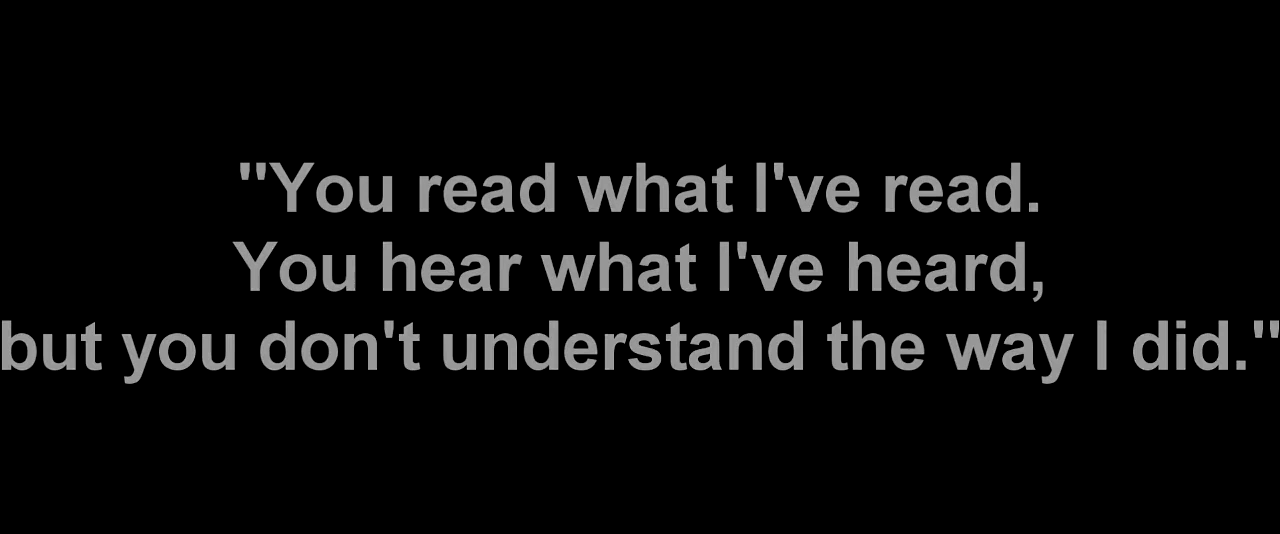 "You read what I've read.
You hear what I've heard,
but you don't understand the way I did."